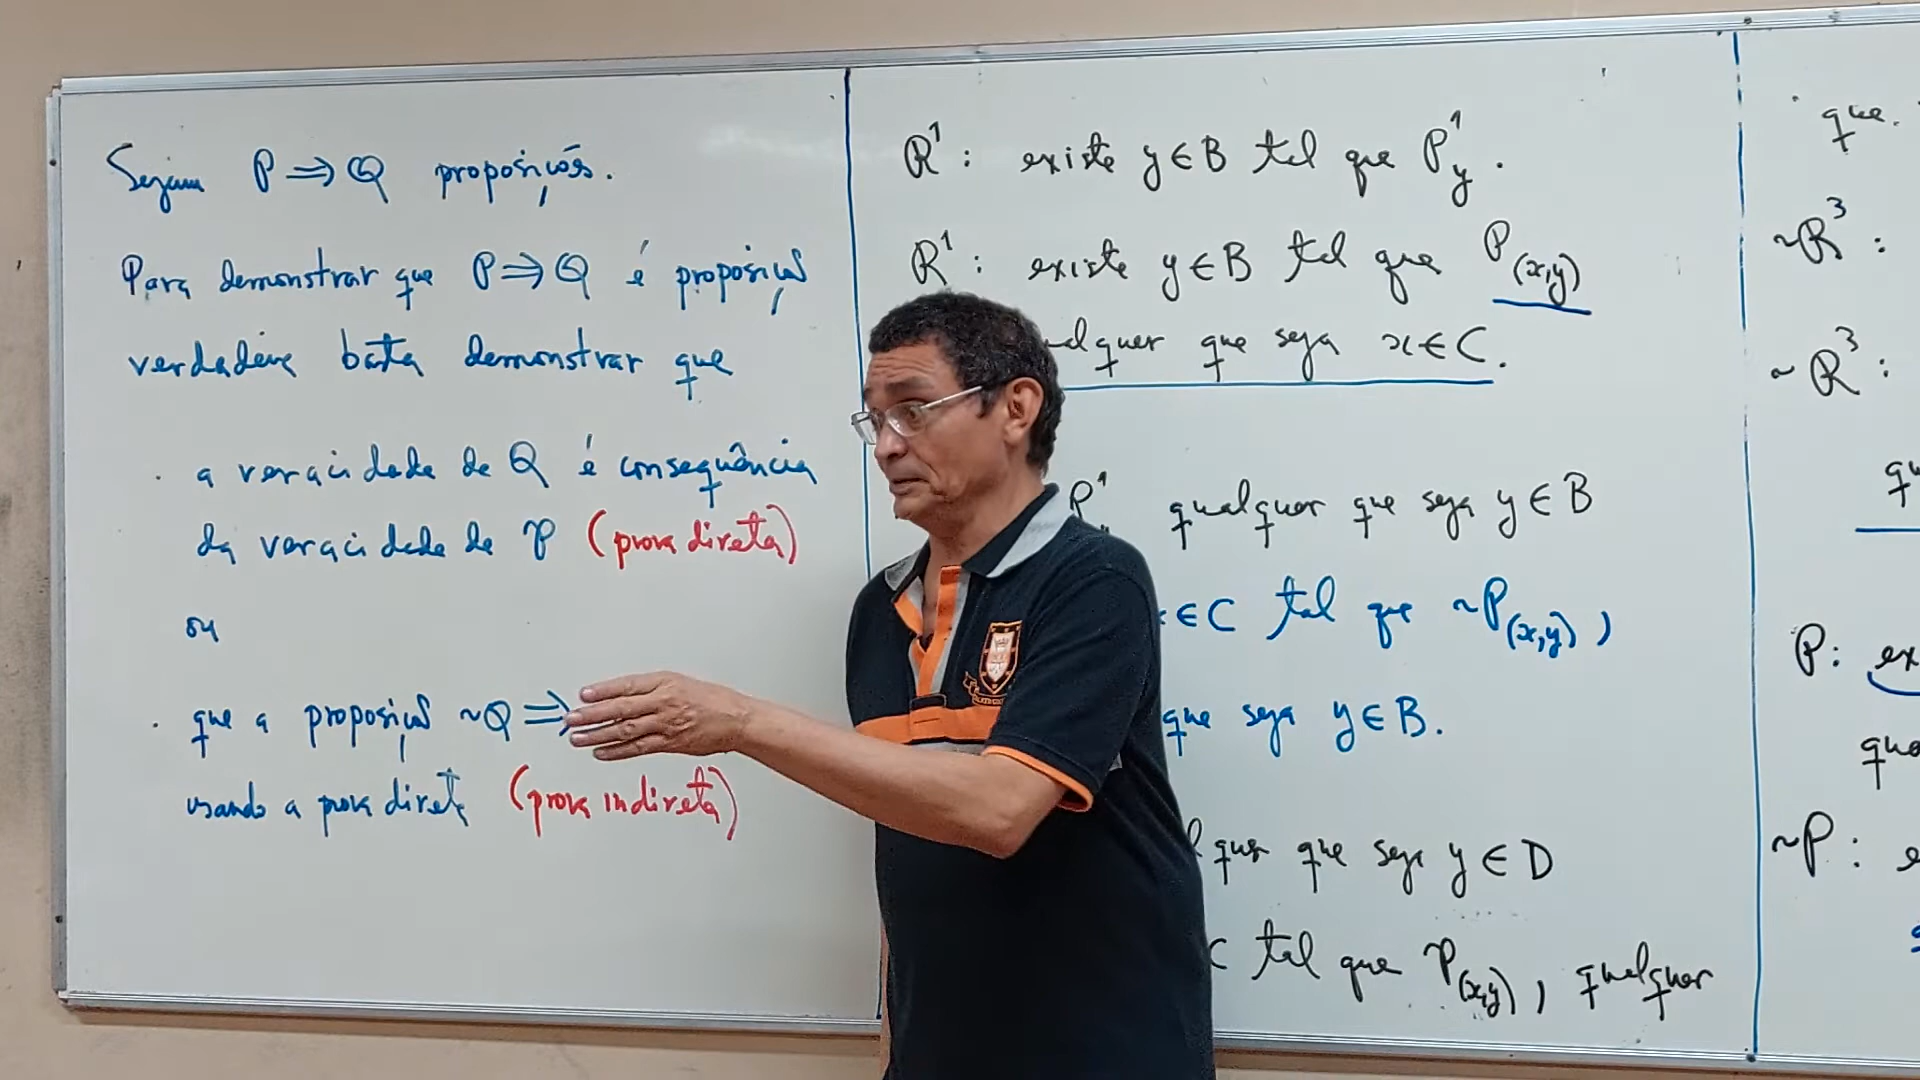 Sejam P ⇒ Q proposições.
Para demonstrar que P ⇒ Q é proposição
verdadeira basta demonstrar que
· a veracidade de Q é consequência
da veracidade de P (prova direta)
ou
· que a proposição ~Q ⇒
usando a prova direta (prova indireta)
R¹: existe y ∈ B tal que P¹y.
R¹: existe y ∈ B tal que P(x,y)
qualquer que seja x ∈ C.
P¹ qualquer que seja y ∈ B
∈ C tal que ~P(x,y),
que seja y ∈ B.
que seja y ∈ D
C tal que P(x,y), qualquer
que
~R³:
~R³:
P: ex
~P: